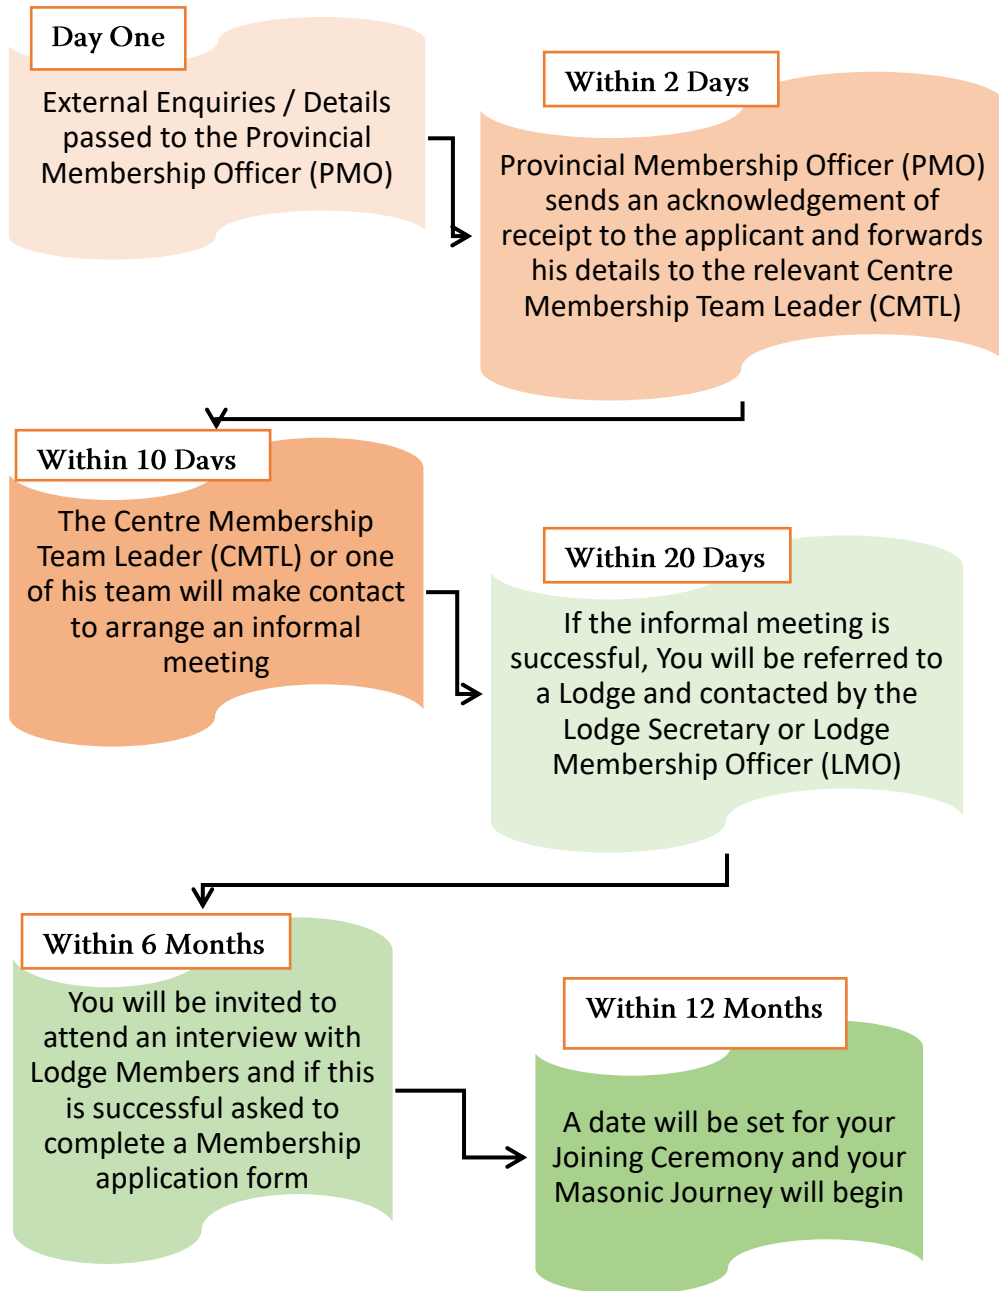 Day One
External Enquiries / Details
passed to the Provincial
Membership Officer (PMO)
Within 2 Days
Provincial Membership Officer (PMO)
sends an acknowledgement of
receipt to the applicant and forwards
his details to the relevant Centre
Membership Team Leader (CMTL)
Within 10 Days
The Centre Membership
Team Leader (CMTL) or one
of his team will make contact
to arrange an informal
meeting
Within 20 Days
If the informal meeting is
successful, You will be referred to
a Lodge and contacted by the
Lodge Secretary or Lodge
Membership Officer (LMO)
Within 6 Months
You will be invited to
attend an interview with
Lodge Members and if this
is successful asked to
complete a Membership
application form
Within 12 Months
A date will be set for your
Joining Ceremony and your
Masonic Journey will begin